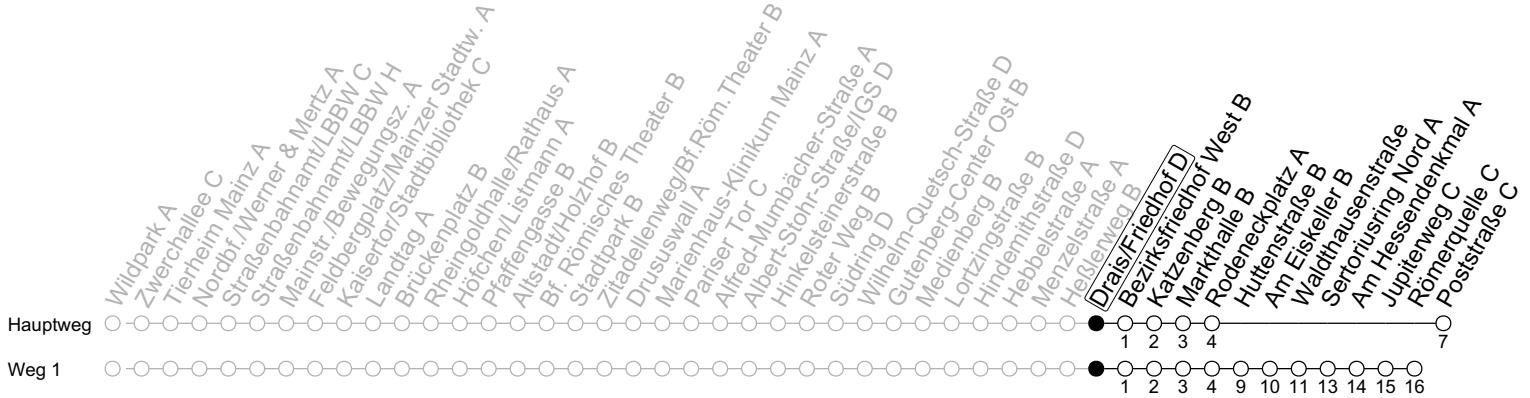 Wildpark A
Zwerchallee C
Tierheim Mainz A
Nordbf./Werner & Mertz A
Straßenbahnamt/LBBW C
Straßenbahnamt/LBBW H
Mainstr./Bewegungsz. A
Feldbergplatz/Mainzer Stadtw. A
Kaisertor/Stadtbibliothek C
Landtag A
Brückenplatz B
Rheingoldhalle/Rathaus A
Höfchen/Listmann A
Pfaffengasse B
Altstadt/Holzhof B
Bf. Römisches Theater B
Stadtpark B
Zitadellenweg/Bf.Röm.Theater B
Drususwall A
Marienhaus-Klinikum Mainz A
Pariser Tor C
Alfred-Mumbächer-Straße A
Albert-Stohr-Straße/IGS D
Hinkelsteinerstraße B
Roter Weg B
Südring D
Wilhelm-Quetsch-Straße D
Gutenberg-Center Ost B
Medienberg B
Lortzingstraße B
Hindemithstraße D
Hebbelstraße A
Menzelstraße A
Heßlerweg B
Drais/Friedhof D
Bezirksfriedhof West B
Katzenberg B
Markthalle B
Rodeneckplatz A
Huttenstraße B
Am Eiskeller B
Waldthausenstraße
Sertoriusring Nord A
Am Hessendenkmal A
Jupiterweg C
Römerquelle C
Poststraße C
Hauptweg
1 2 3 4 7
Weg 1
1 2 3 4 9 10 11 13 14 15 16